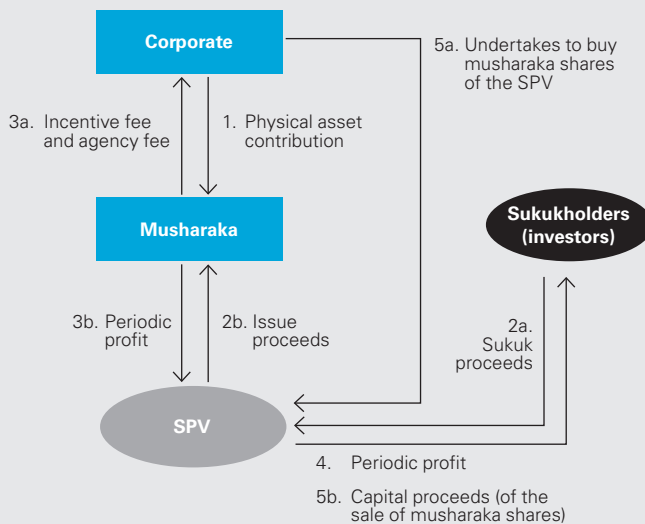 Corporate
5a. Undertakes to buy
musharaka shares
of the SPV
3a. Incentive fee
and agency fee
1. Physical asset
contribution
Musharaka
Sukukholders
(investors)
3b. Periodic
profit
2b. Issue
proceeds
2a.
Sukuk
proceeds
SPV
4. Periodic profit
5b. Capital proceeds (of the
sale of musharaka shares)